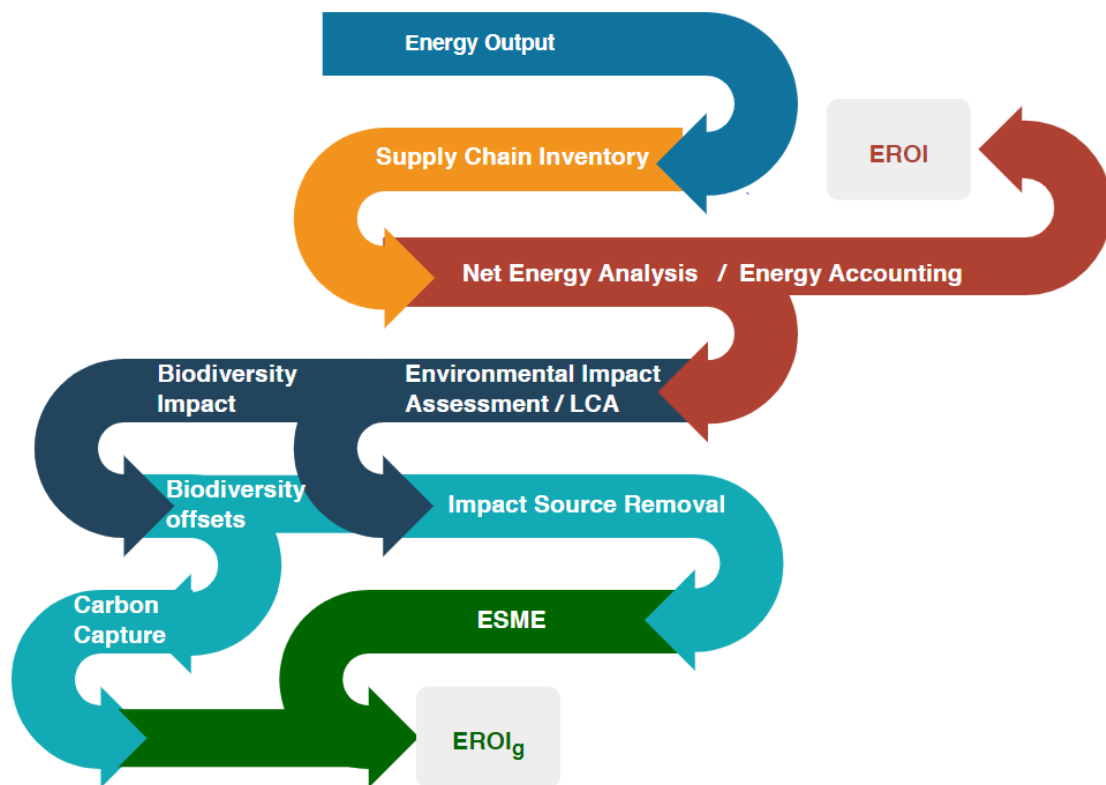 Energy Output
Supply Chain Inventory
EROI
Net Energy Analysis / Energy Accounting
Biodiversity
Impact
Environmental Impact
Assessment / LCA
Biodiversity
offsets
Impact Source Removal
Carbon
Capture
ESME
EROIg